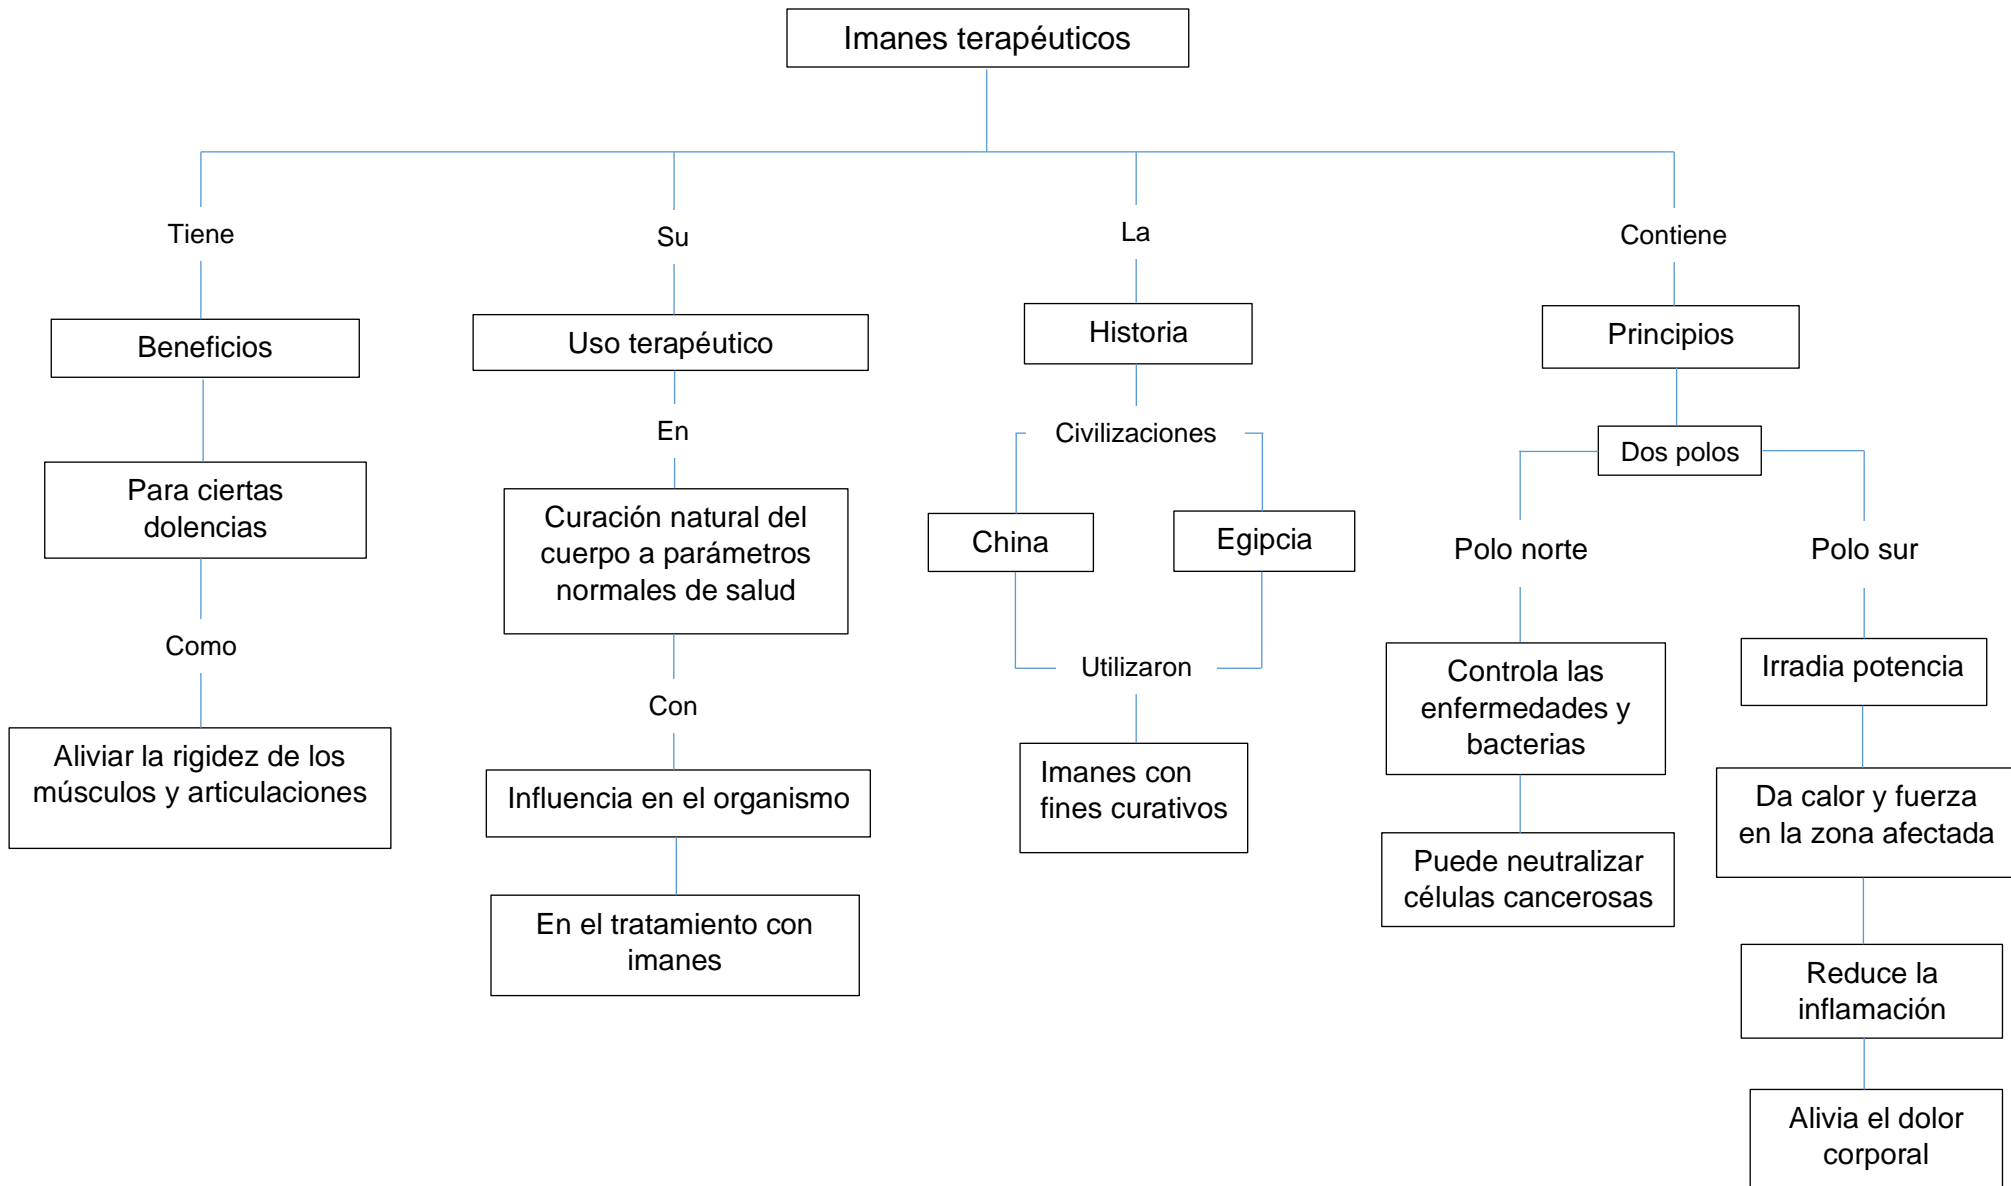 Imanes terapéuticos
Tiene
Su
La
Contiene
Beneficios
Uso terapéutico
Historia
Principios
En
Civilizaciones
Dos polos
Para ciertas
dolencias
Curación natural del
cuerpo a parámetros
normales de salud
China
Egipcia
Polo norte
Polo sur
Como
Con
Utilizaron
Controla las
enfermedades y
bacterias
Irradia potencia
Aliviar la rigidez de los
músculos y articulaciones
Influencia en el organismo
Imanes con
fines curativos
Da calor y fuerza
en la zona afectada
Puede neutralizar
células cancerosas
En el tratamiento con
imanes
Reduce la
inflamación
Alivia el dolor
corporal